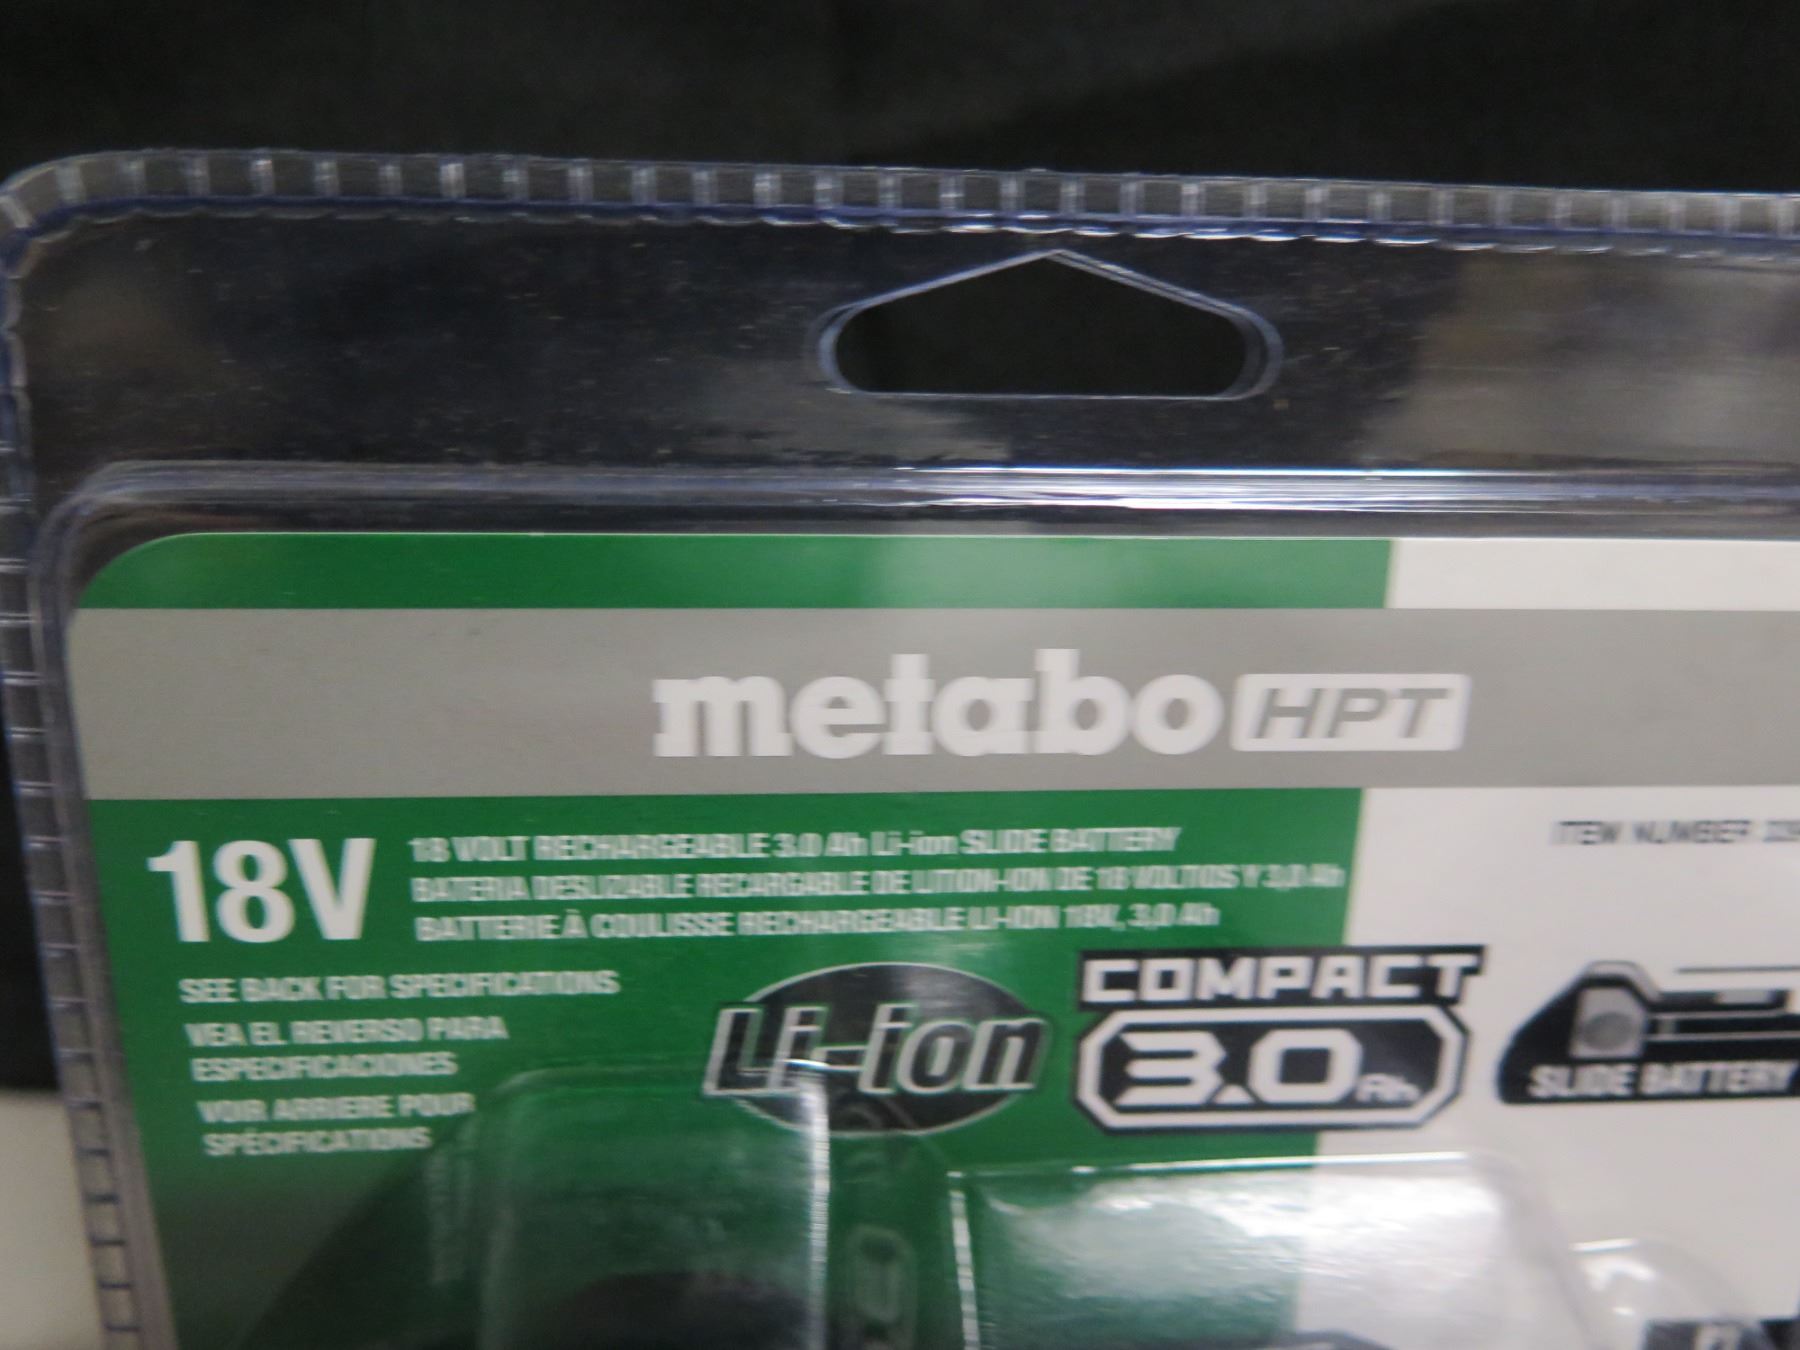 metabo HPT
18V
18 VOLT RECHARGEABLE 3.0 Ah Li-ion SLIDE BATTERY
BATERIA DESLIZABLE RECARGABLE DE LITION-ION DE 18 VOLTIOS Y 3,0 Ah
BATTERIE À COULISSE RECHARGEABLE LI-ION 18V, 3,0 Ah
ITEM NUMBER
SEE BACK FOR SPECIFICATIONS
VEA EL REVERSO PARA
ESPECIFICACIONES
VOIR ARRIERE POUR
SPÉCIFICATIONS
Li-ion
COMPACT
3.0 Ah
SLIDE BATTERY